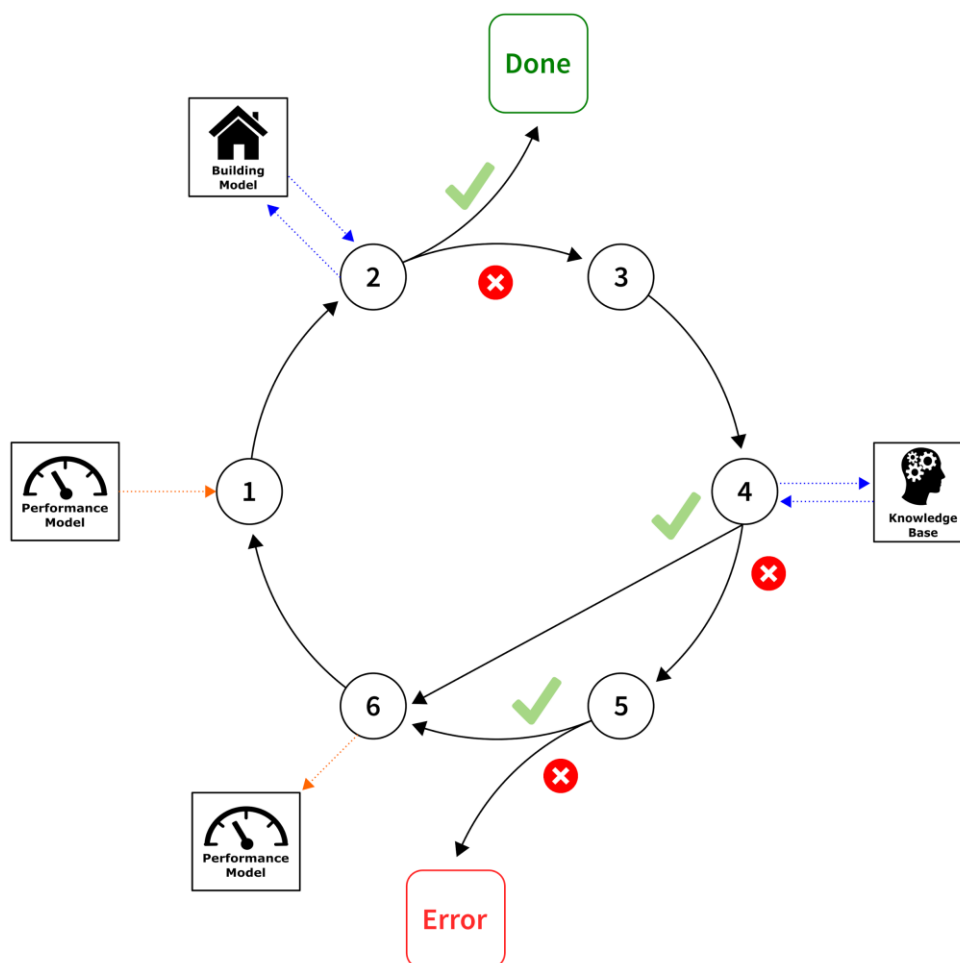 Done
Building
Model
2
3
Performance
Model
1
4
Knowledge
Base
6
5
Performance
Model
Error